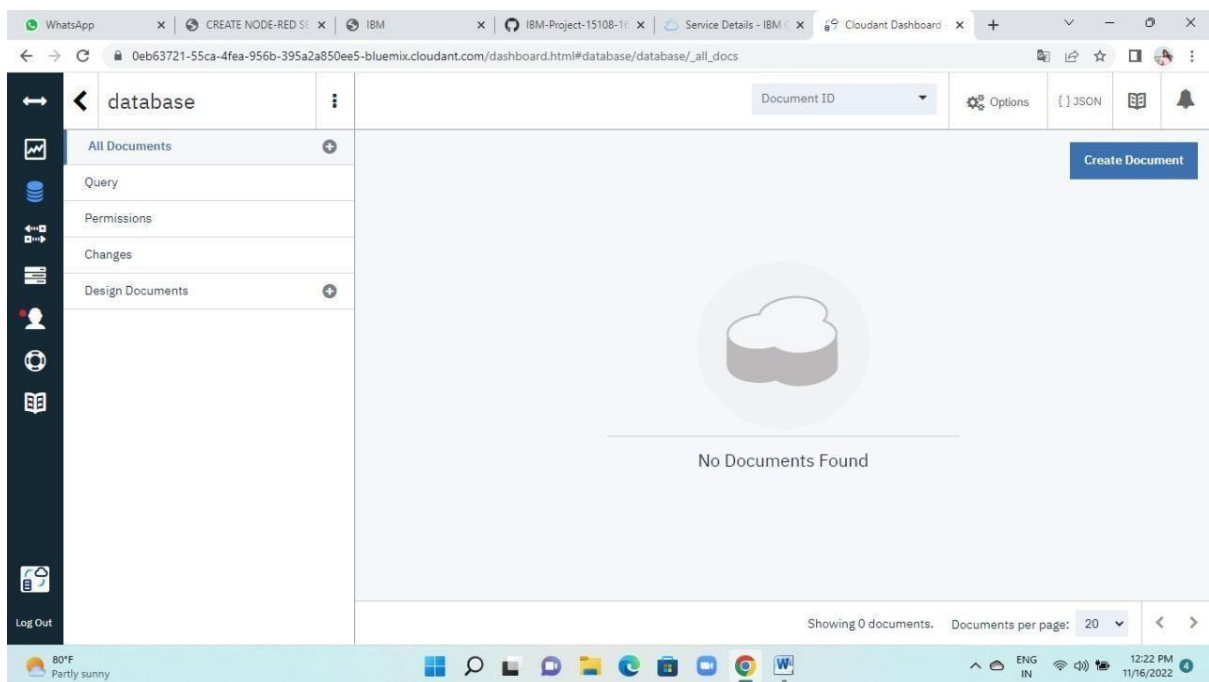 WhatsApp
CREATE NODE-RED SE
IBM
IBM-Project-15108-16
Service Details - IBM C
Cloudant Dashboard -
0eb63721-55ca-4fea-956b-395a2a850ee5-bluemix.cloudant.com/dashboard.html#database/database/_all_docs
database
Document ID
Options
{ } JSON
All Documents
Create Document
Query
Permissions
Changes
Design Documents
No Documents Found
Log Out
Showing 0 documents. Documents per page: 20
80°F
Partly sunny
ENG
IN
12:22 PM
11/16/2022
4